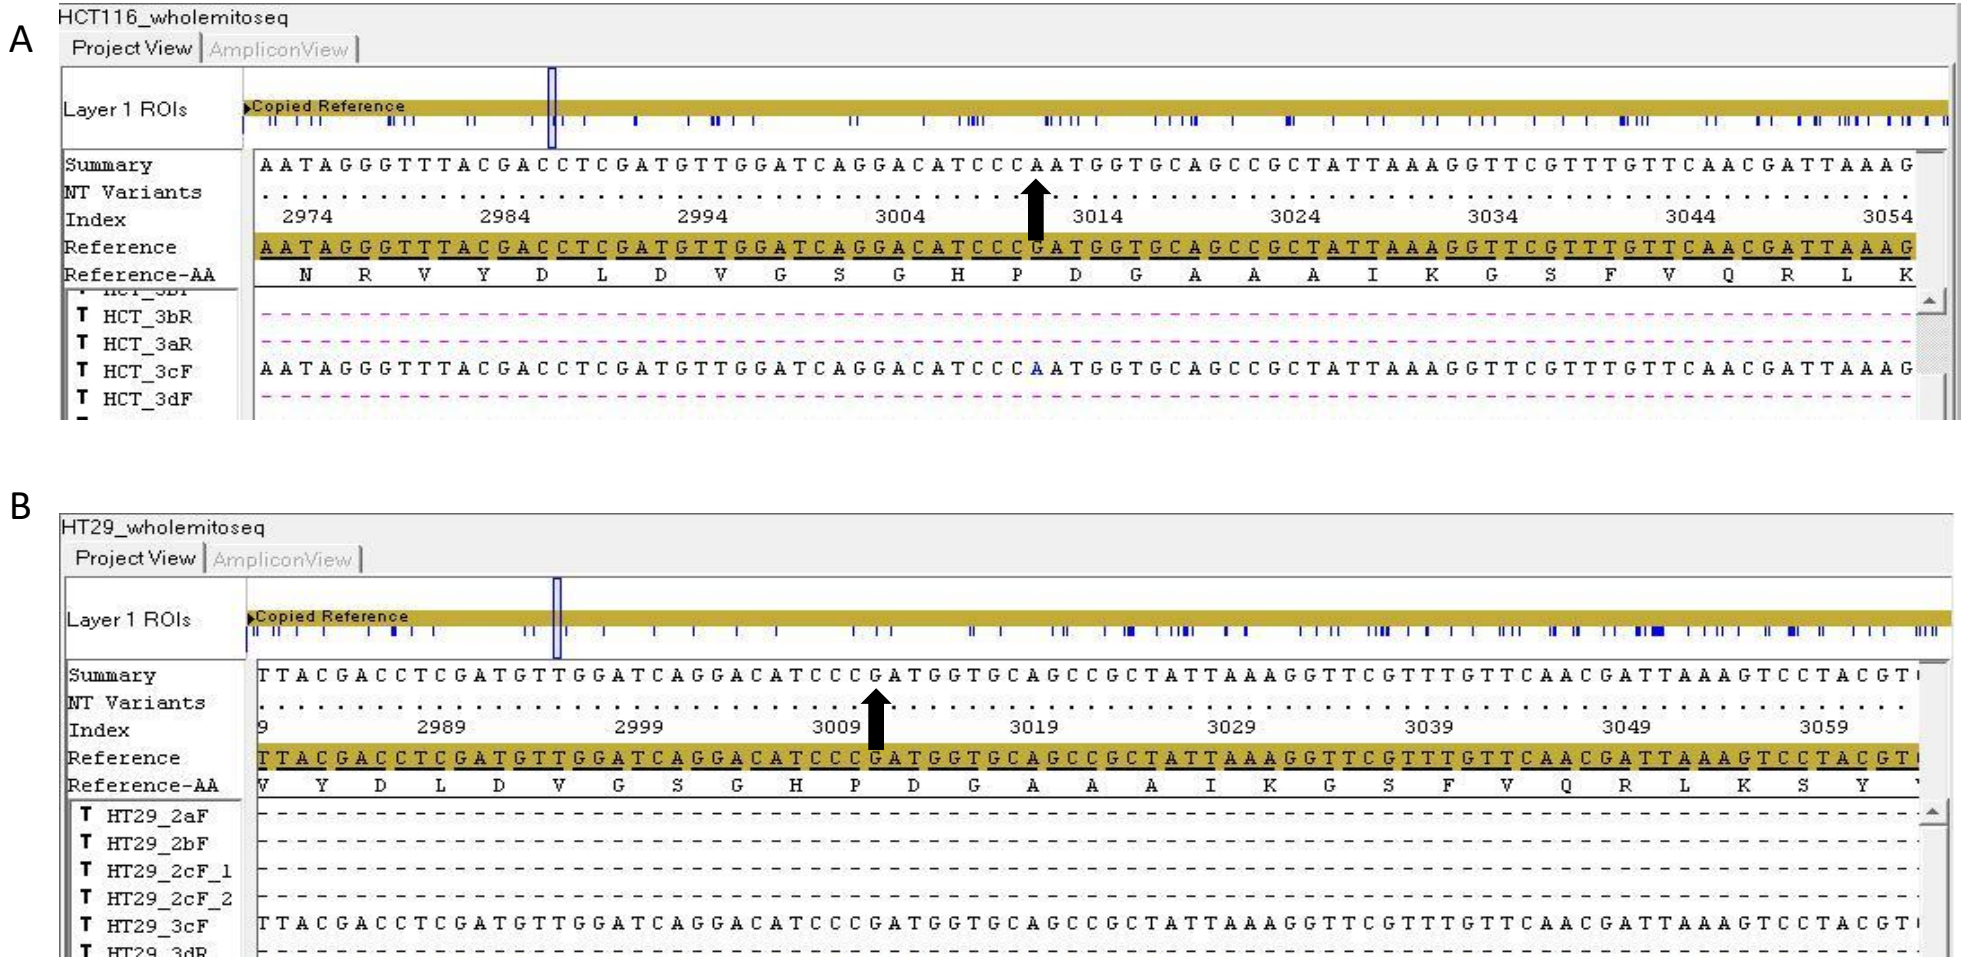 A
HCT116_wholemitoseq
Project View AmpliconView
Layer 1 ROIs
Copied Reference
Summary AATAGGGTTTACGACCTCGATGTTGGATCAGGACATCCCAATGGTGCAGCCGCTATTAAAGGTTCGTTTGTTCAACGATTAAAG
NT Variants
Index 2974 2984 2994 3004 3014 3024 3034 3044 3054
Reference AATAGGGTTTACGACCTCGATGTTGGATCAGGACATCCCGATGGTGCAGCCGCTATTAAAGGTTCGTTTGTTCAACGATTAAAG
Reference-AA N R V Y D L D V G S G H P D G A A A I K G S F V Q R L K
T HCT_3bR
T HCT_3aR
T HCT_3cF AATAGGGTTTACGACCTCGATGTTGGATCAGGACATCCCAATGGTGCAGCCGCTATTAAAGGTTCGTTTGTTCAACGATTAAAG
T HCT_3dF
B
HT29_wholemitoseq
Project View AmpliconView
Layer 1 ROIs
Copied Reference
Summary TTACGACCTCGATGTTGGATCAGGACATCCCGATGGTGCAGCCGCTATTAAAGGTTCGTTTGTTCAACGATTAAAGTCCTACGT
NT Variants
Index 9 2989 2999 3009 3019 3029 3039 3049 3059
Reference TTACGACCTCGATGTTGGATCAGGACATCCCGATGGTGCAGCCGCTATTAAAGGTTCGTTTGTTCAACGATTAAAGTCCTACGT
Reference-AA V Y D L D V G S G H P D G A A A I K G S F V Q R L K S Y
T HT29_2aF
T HT29_2bF
T HT29_2cF_1
T HT29_2cF_2
T HT29_3cF TTACGACCTCGATGTTGGATCAGGACATCCCGATGGTGCAGCCGCTATTAAAGGTTCGTTTGTTCAACGATTAAAGTCCTACGT
T HT29_3dR